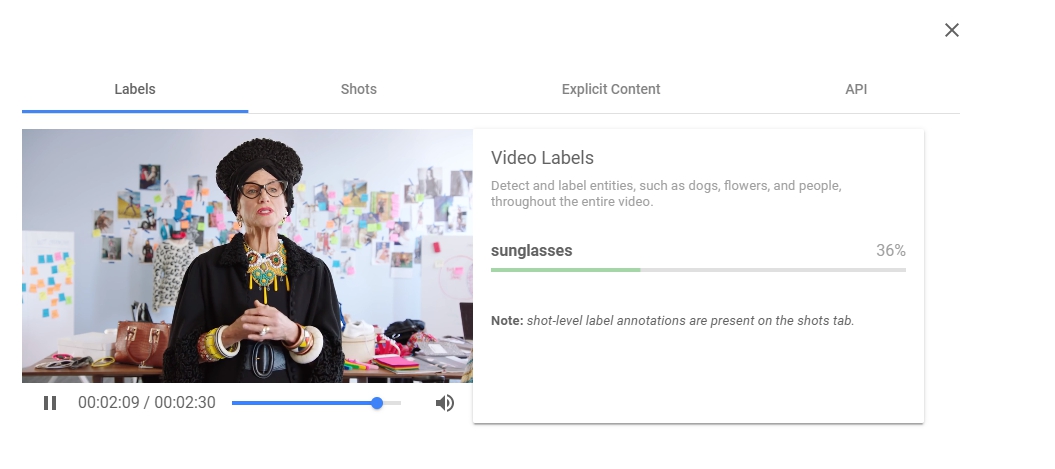 Labels
Shots
Explicit Content
API
Video Labels
Detect and label entities, such as dogs, flowers, and people,
throughout the entire video.
sunglasses
36%
Note: shot-level label annotations are present on the shots tab.
00:02:09 / 00:02:30